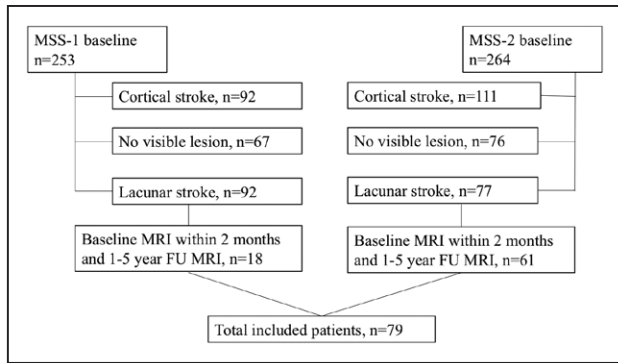 MSS-1 baseline
n=253
MSS-2 baseline
n=264
Cortical stroke, n=92
Cortical stroke, n=111
No visible lesion, n=67
No visible lesion, n=76
Lacunar stroke, n=92
Lacunar stroke, n=77
Baseline MRI within 2 months
and 1-5 year FU MRI, n=18
Baseline MRI within 2 months
and 1-5 year FU MRI, n=61
Total included patients, n=79